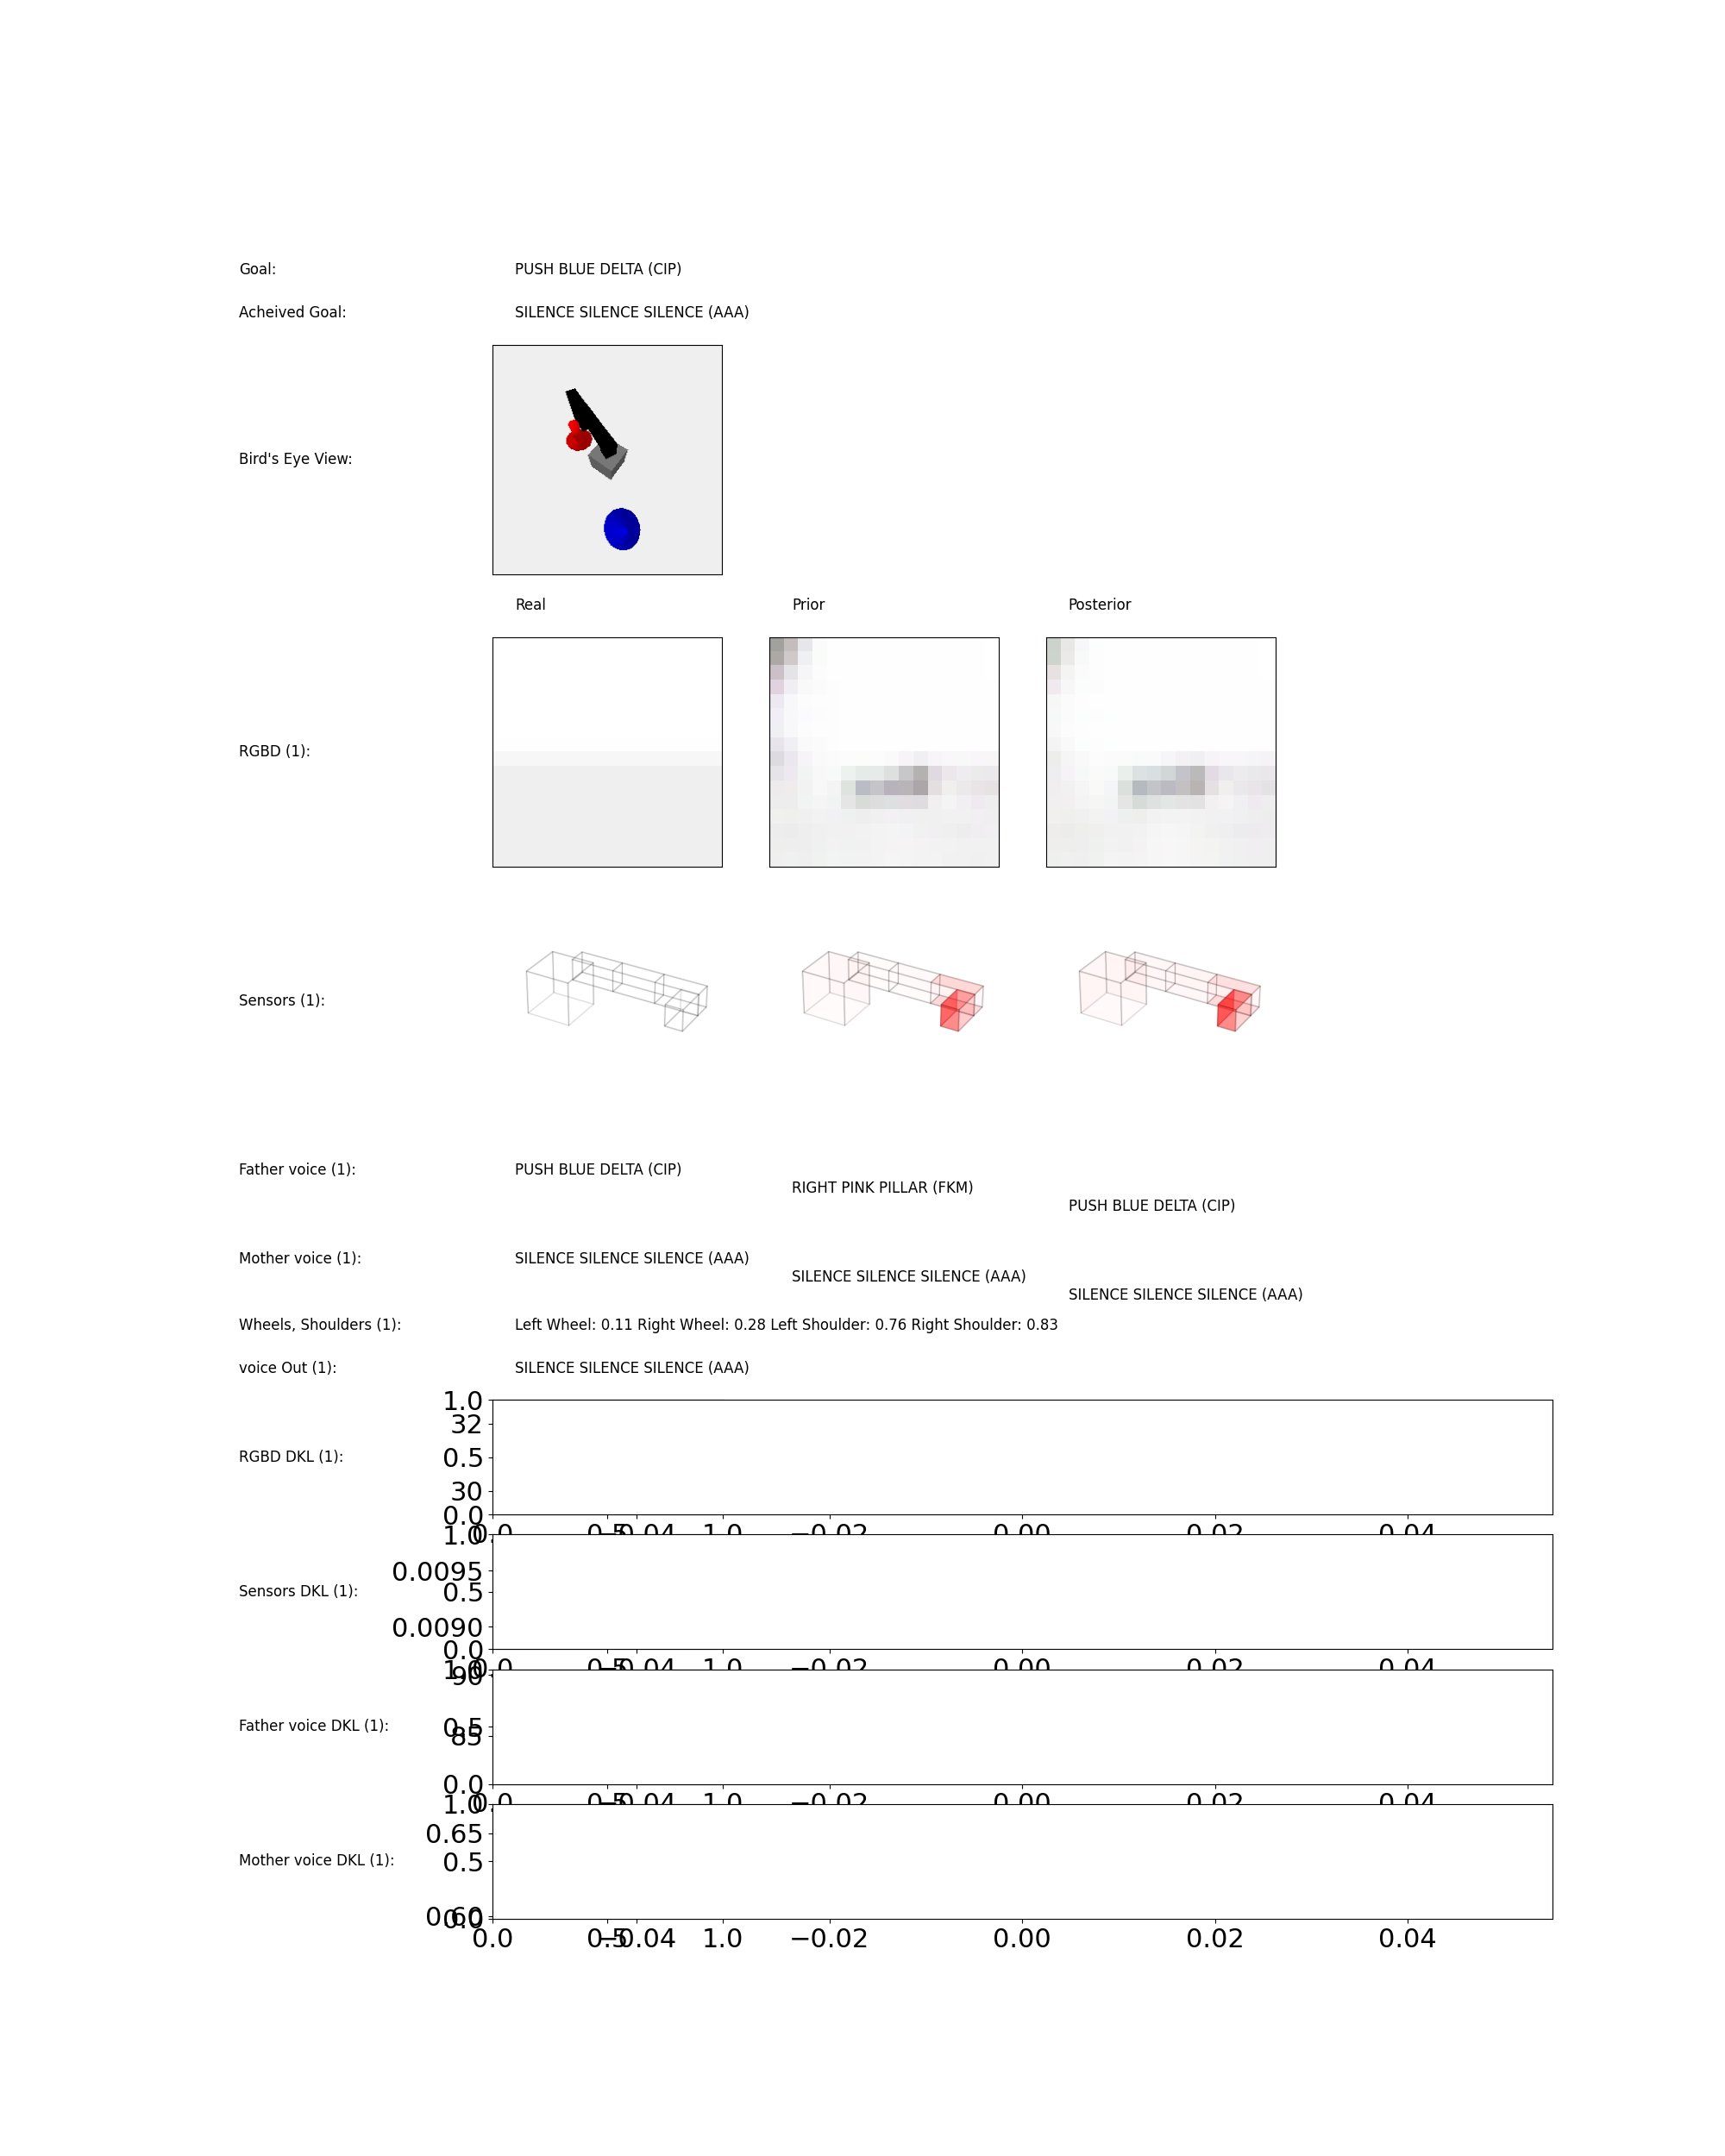 Goal: PUSH BLUE DELTA (CIP)
Acheived Goal: SILENCE SILENCE SILENCE (AAA)
Bird's Eye View:
Real Prior Posterior
RGBD (1):
Sensors (1):
Father voice (1): PUSH BLUE DELTA (CIP)
RIGHT PINK PILLAR (FKM)
PUSH BLUE DELTA (CIP)
Mother voice (1): SILENCE SILENCE SILENCE (AAA)
SILENCE SILENCE SILENCE (AAA)
SILENCE SILENCE SILENCE (AAA)
Wheels, Shoulders (1): Left Wheel: 0.11 Right Wheel: 0.28 Left Shoulder: 0.76 Right Shoulder: 0.83
voice Out (1): SILENCE SILENCE SILENCE (AAA)
1.0
32
RGBD DKL (1): 0.5
30
0.0
0.0 0.5 −0.04 1.0 −0.02 0.00 0.02 0.04
1.0
0.0095
Sensors DKL (1): 0.5
0.0090
0.0
0.0 0.5 −0.04 1.0 −0.02 0.00 0.02 0.04
1.0
90
Father voice DKL (1): 0.5
85
0.0
0.0 0.5 −0.04 1.0 −0.02 0.00 0.02 0.04
1.0
0.65
Mother voice DKL (1): 0.5
0.60
0.0
0.0 0.5 −0.04 1.0 −0.02 0.00 0.02 0.04